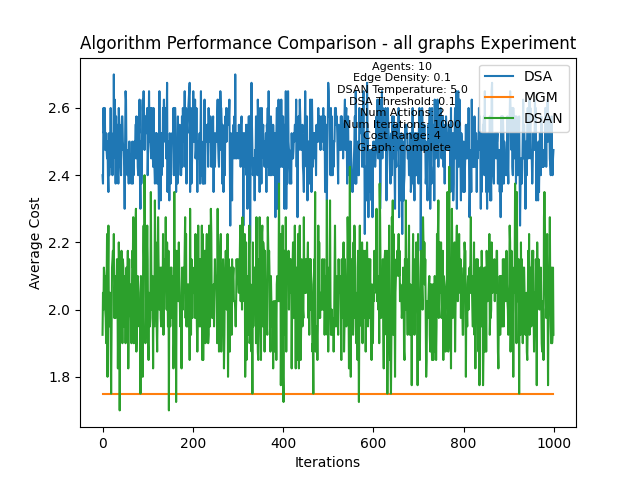 Algorithm Performance Comparison - all graphs Experiment
Agents: 10
Edge Density: 0.1
DSAN Temperature: 5.0
DSA Threshold: 0.1
Num Actions: 2
Num Iterations: 1000
Cost Range: 4
Graph: complete
DSA
MGM
DSAN
Average Cost
2.6
2.4
2.2
2.0
1.8
0
200
400
600
800
1000
Iterations